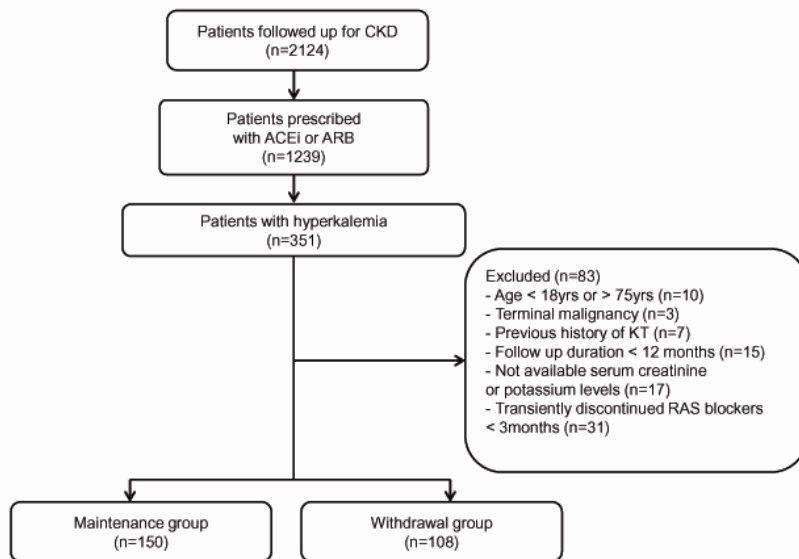 Patients followed up for CKD
(n=2124)
Patients prescribed
with ACEi or ARB
(n=1239)
Patients with hyperkalemia
(n=351)
Excluded (n=83)
- Age < 18yrs or > 75yrs (n=10)
- Terminal malignancy (n=3)
- Previous history of KT (n=7)
- Follow up duration < 12 months (n=15)
- Not available serum creatinine
or potassium levels (n=17)
- Transiently discontinued RAS blockers
< 3months (n=31)
Maintenance group
(n=150)
Withdrawal group
(n=108)